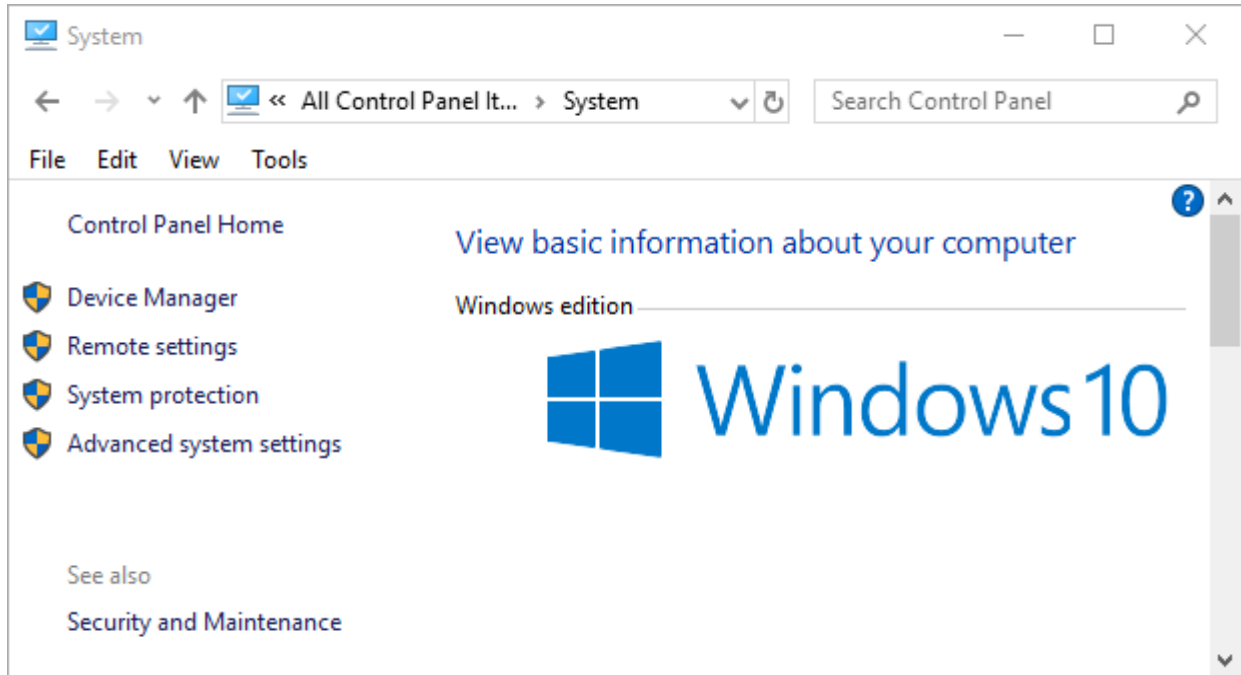 System
« All Control Panel It... › System
Search Control Panel
File Edit View Tools
Control Panel Home
Device Manager
Remote settings
System protection
Advanced system settings
See also
Security and Maintenance
?
View basic information about your computer
Windows edition
Windows 10